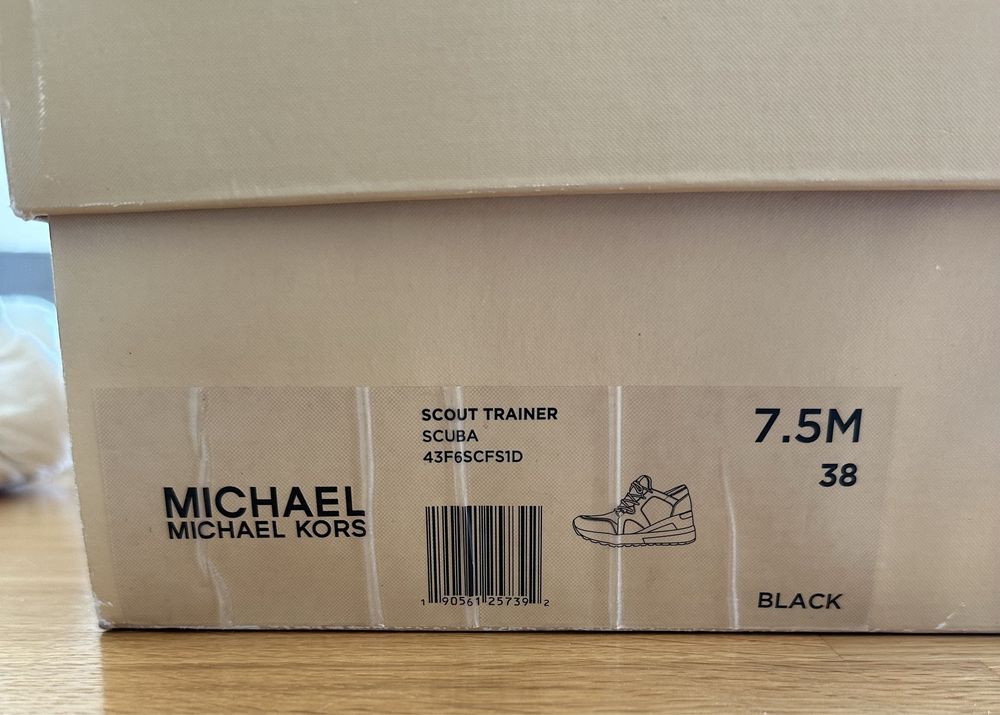 MICHAEL
MICHAEL KORS
SCOUT TRAINER
SCUBA
43F6SCFS1D
1 90561 25739 2
7.5M
38
BLACK